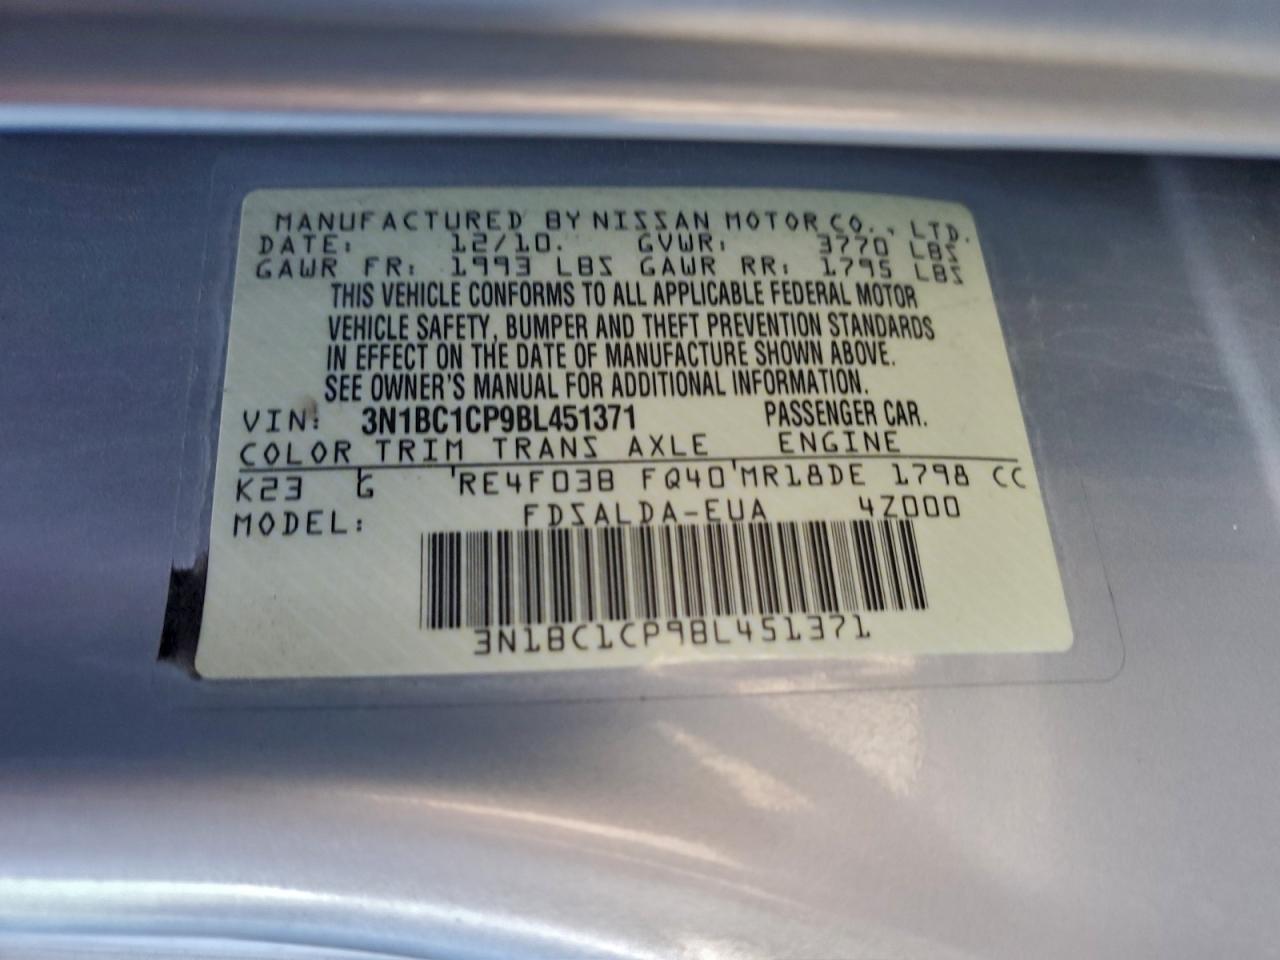 MANUFACTURED BY NISSAN MOTOR CO., LTD.
DATE: 12/10. GVWR: 3770 LBS
GAWR FR: 1993 LBS GAWR RR: 1795 LBS
THIS VEHICLE CONFORMS TO ALL APPLICABLE FEDERAL MOTOR
VEHICLE SAFETY, BUMPER AND THEFT PREVENTION STANDARDS
IN EFFECT ON THE DATE OF MANUFACTURE SHOWN ABOVE.
SEE OWNER'S MANUAL FOR ADDITIONAL INFORMATION.
VIN: 3N1BC1CP9BL451371 PASSENGER CAR.
COLOR TRIM TRANS AXLE ENGINE
K23 G 'RE4F03B FQ40'MR18DE 1798 CC
MODEL: FDSALDA-EUA 4Z000
3N1BC1CP9BL451371